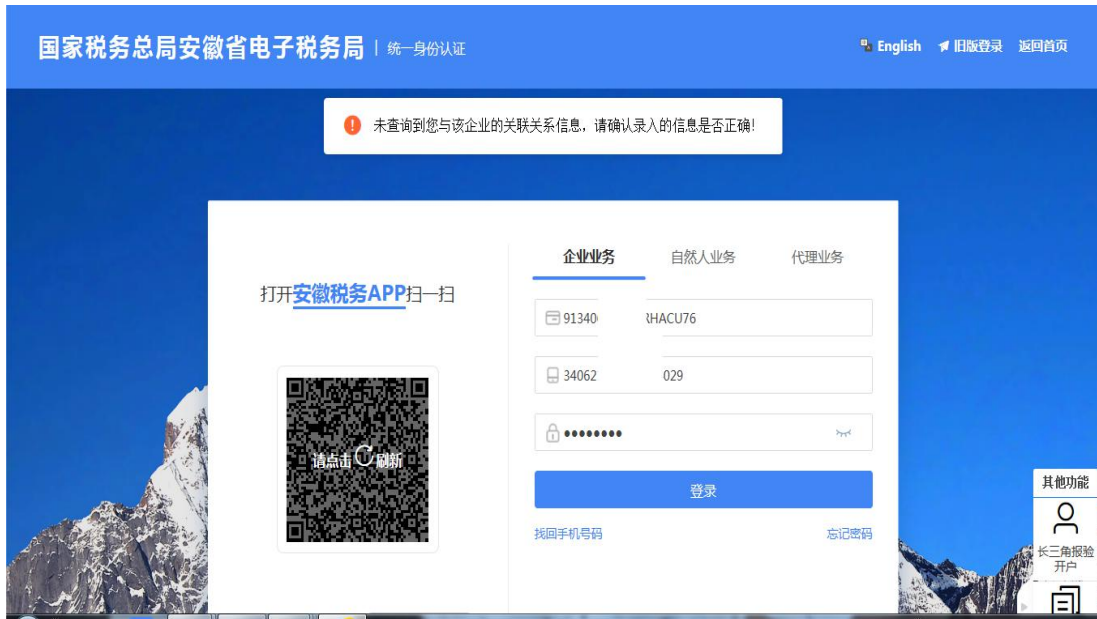 国家税务总局安徽省电子税务局 | 统一身份认证
English 旧版登录 返回首页
未查询到您与该企业的关联关系信息，请确认录入的信息是否正确!
企业业务 自然人业务 代理业务
打开安徽税务APP扫一扫
91340 RHACU76
34062 029
请点击 刷新
登录
找回手机号码 忘记密码
其他功能
长三角报验
开户